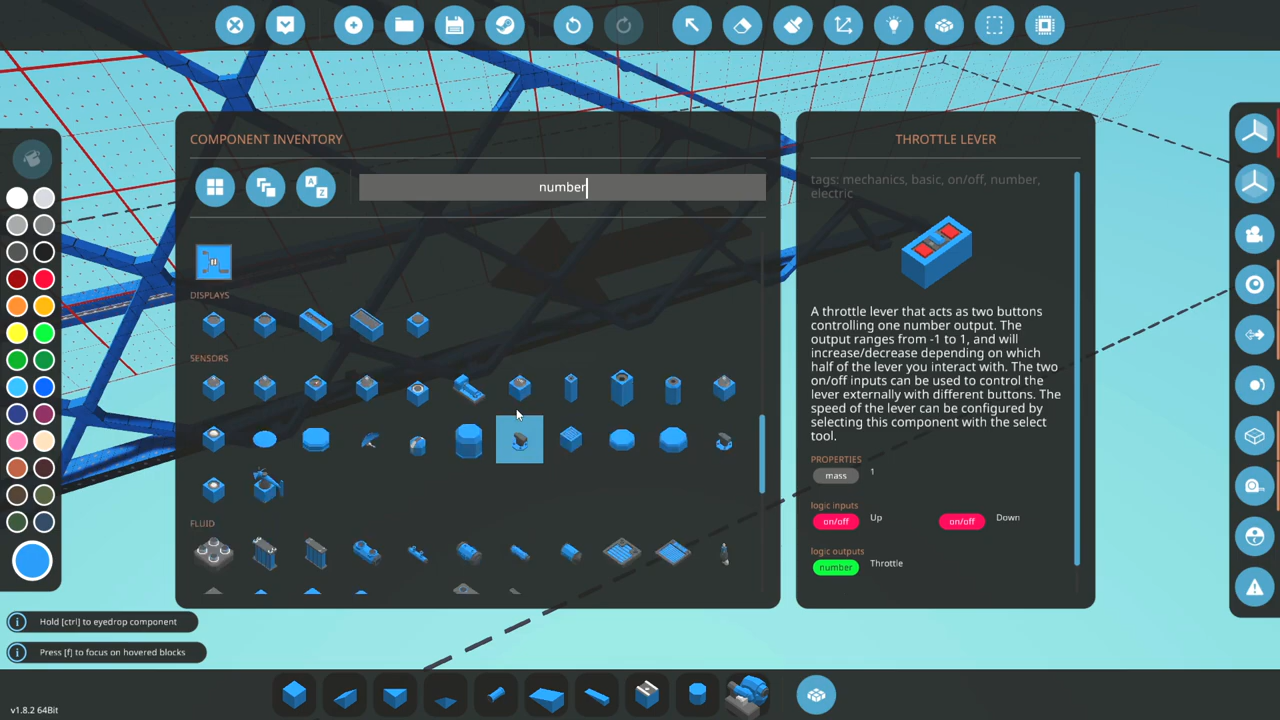 COMPONENT INVENTORY
A
Z
number
DISPLAYS
SENSORS
FLUID
THROTTLE LEVER
tags: mechanics, basic, on/off, number,
electric
A throttle lever that acts as two buttons
controlling one number output. The
output ranges from -1 to 1, and will
increase/decrease depending on which
half of the lever you interact with. The two
on/off inputs can be used to control the
lever externally with different buttons. The
speed of the lever can be configured by
selecting this component with the select
tool.
PROPERTIES
mass 1
logic inputs
on/off Up on/off Down
logic outputs
number Throttle
Hold [ctrl] to eyedrop component
Press [f] to focus on hovered blocks
v1.8.2 64Bit